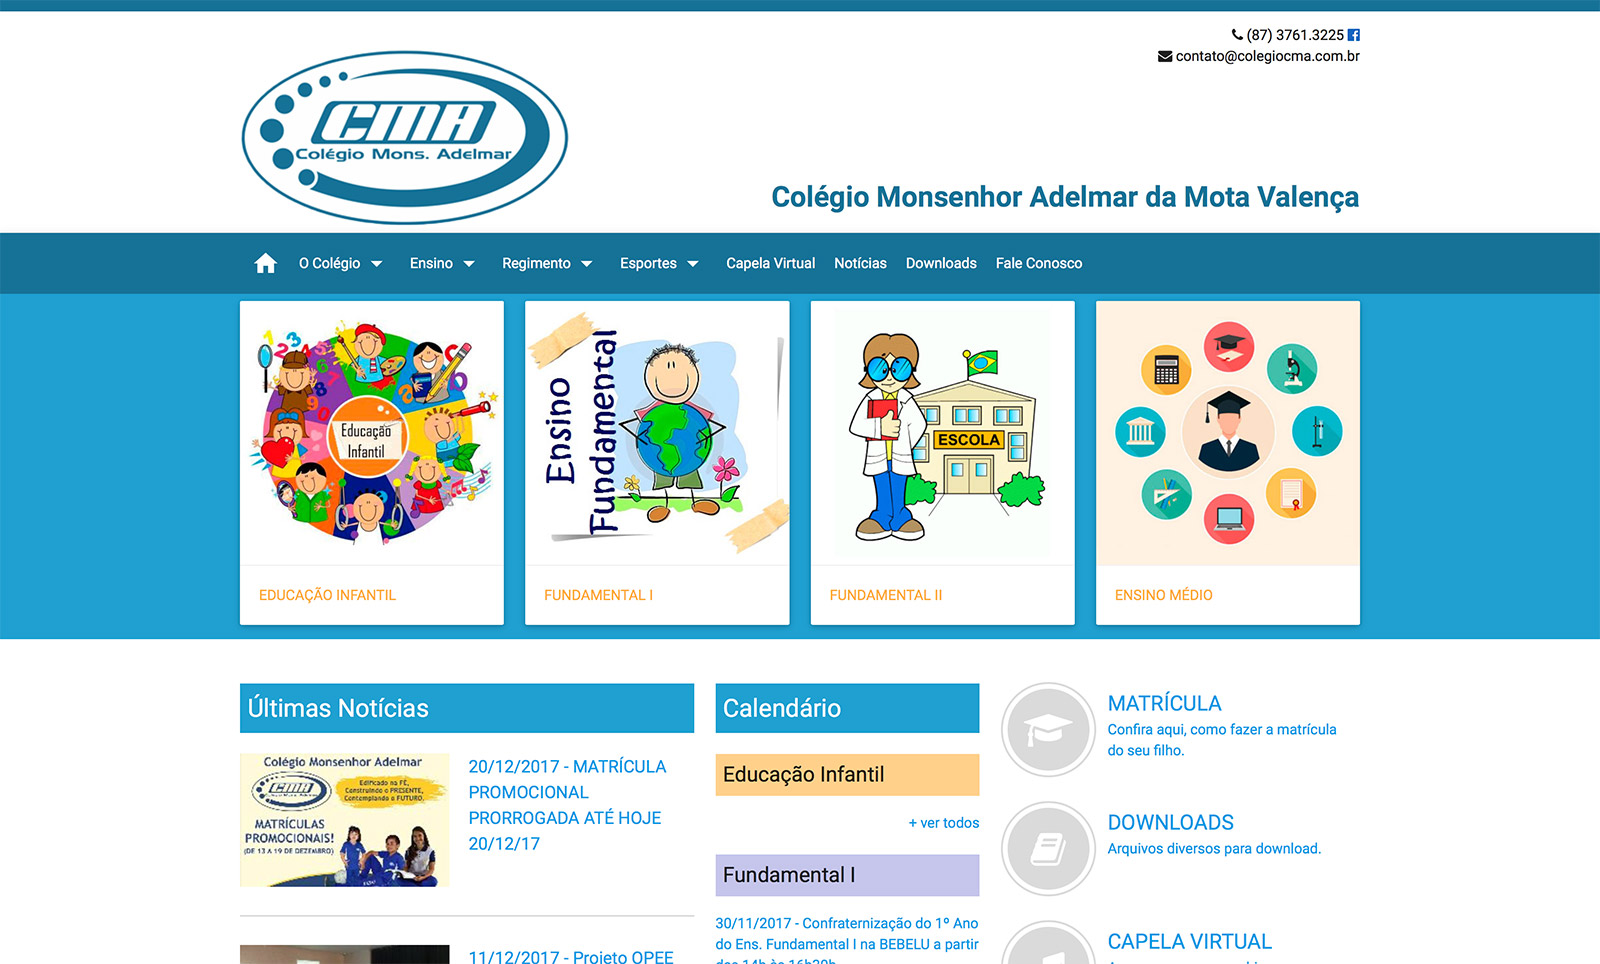 (87) 3761.3225
contato@colegiocma.com.br
CMA
Colégio Mons. Adelmar
Colégio Monsenhor Adelmar da Mota Valença
O Colégio
Ensino
Regimento
Esportes
Capela Virtual
Notícias
Downloads
Fale Conosco
Educação
Infantil
Ensino
Fundamental
ESCOLA
EDUCAÇÃO INFANTIL
FUNDAMENTAL I
FUNDAMENTAL II
ENSINO MÉDIO
Últimas Notícias
Colégio Monsenhor Adelmar
CMA
Edificado na FÉ,
Construindo o PRESENTE,
Contemplando o FUTURO.
MATRÍCULAS
PROMOCIONAIS!
(DE 13 A 19 DE DEZEMBRO)
20/12/2017 - MATRÍCULA
PROMOCIONAL
PRORROGADA ATÉ HOJE
20/12/17
11/12/2017 - Projeto OPEE
Calendário
Educação Infantil
+ ver todos
Fundamental I
30/11/2017 - Confraternização do 1º Ano
do Ens. Fundamental I na BEBELU a partir
das 14h às 16h30h
MATRÍCULA
Confira aqui, como fazer a matrícula
do seu filho.
DOWNLOADS
Arquivos diversos para download.
CAPELA VIRTUAL